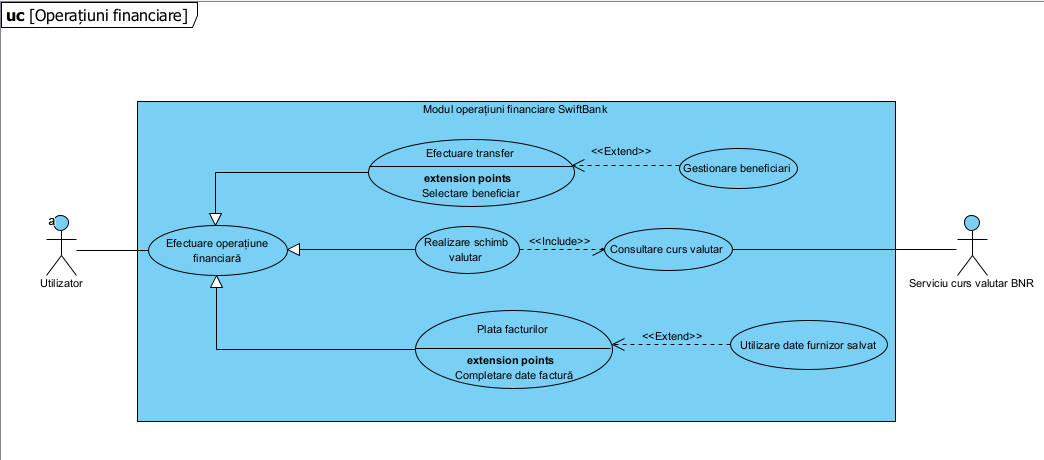 uc [Operațiuni financiare]
Modul operațiuni financiare SwiftBank
Efectuare transfer
extension points
Selectare beneficiar
<<Extend>>
Gestionare beneficiari
a
Utilizator
Efectuare operațiune
financiară
Realizare schimb
valutar
<<Include>>
Consultare curs valutar
Serviciu curs valutar BNR
Plata facturilor
extension points
Completare date factură
<<Extend>>
Utilizare date furnizor salvat